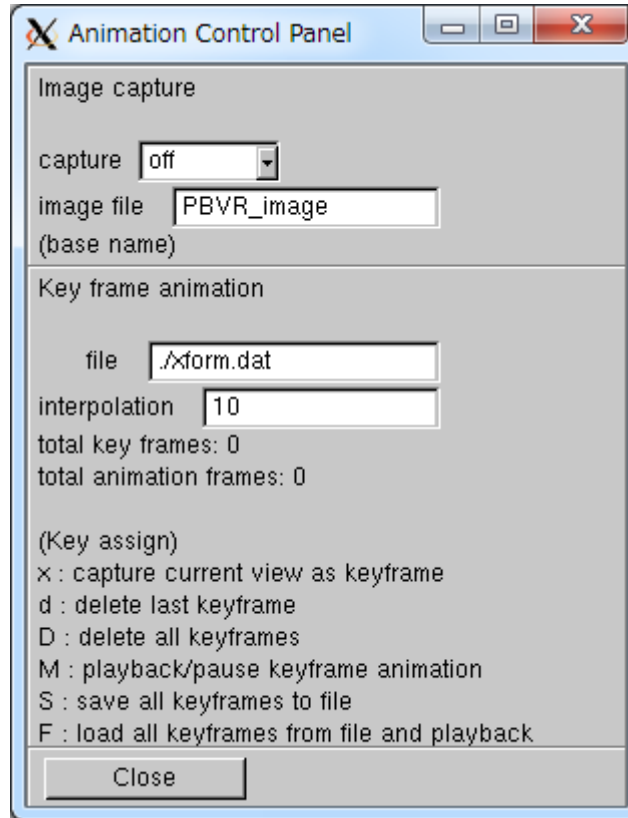 Animation Control Panel
Image capture
capture off
image file PBVR_image
(base name)
Key frame animation
file ./xform.dat
interpolation 10
total key frames: 0
total animation frames: 0
(Key assign)
x : capture current view as keyframe
d : delete last keyframe
D : delete all keyframes
M : playback/pause keyframe animation
S : save all keyframes to file
F : load all keyframes from file and playback
Close